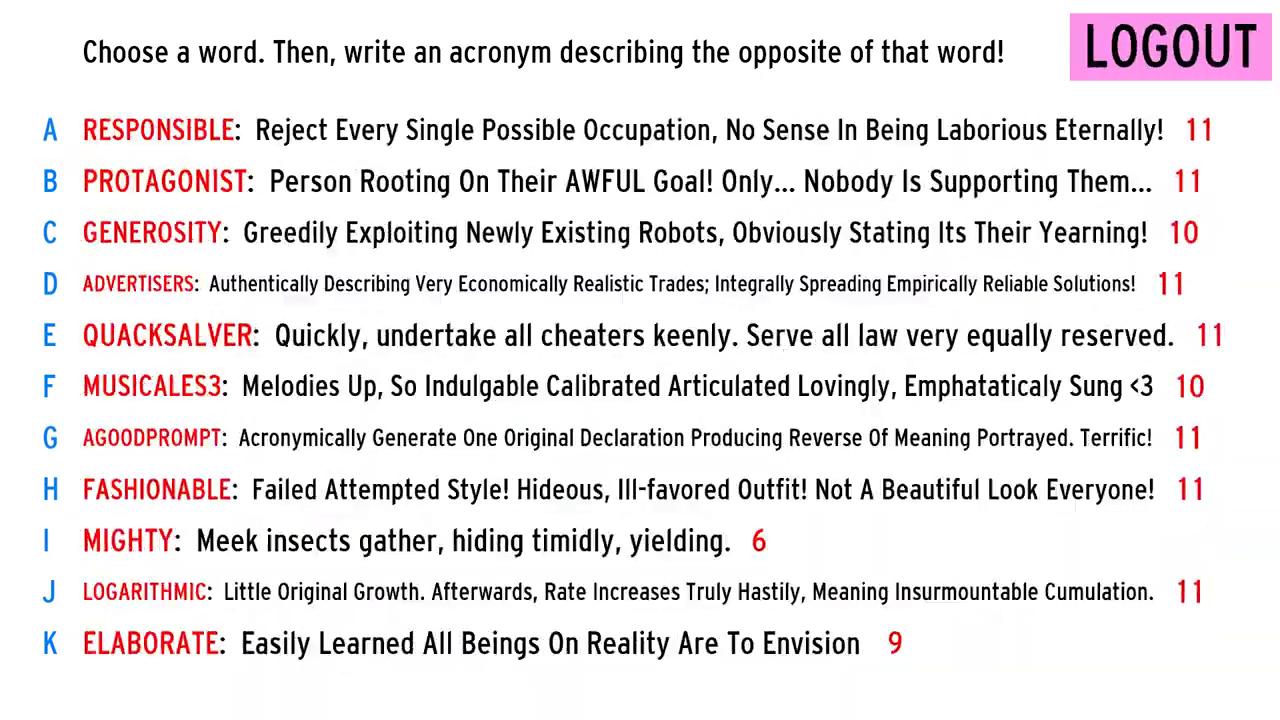 Choose a word. Then, write an acronym describing the opposite of that word!
LOGOUT
A RESPONSIBLE: Reject Every Single Possible Occupation, No Sense In Being Laborious Eternally! 11
B PROTAGONIST: Person Rooting On Their AWFUL Goal! Only... Nobody Is Supporting Them... 11
C GENEROSITY: Greedily Exploiting Newly Existing Robots, Obviously Stating Its Their Yearning! 10
D ADVERTISERS: Authentically Describing Very Economically Realistic Trades; Integrally Spreading Empirically Reliable Solutions! 11
E QUACKSALVER: Quickly, undertake all cheaters keenly. Serve all law very equally reserved. 11
F MUSICALES3: Melodies Up, So Indulgable Calibrated Articulated Lovingly, Emphataticaly Sung <3 10
G AGOODPROMPT: Acronymically Generate One Original Declaration Producing Reverse Of Meaning Portrayed. Terrific! 11
H FASHIONABLE: Failed Attempted Style! Hideous, Ill-favored Outfit! Not A Beautiful Look Everyone! 11
I MIGHTY: Meek insects gather, hiding timidly, yielding. 6
J LOGARITHMIC: Little Original Growth. Afterwards, Rate Increases Truly Hastily, Meaning Insurmountable Cumulation. 11
K ELABORATE: Easily Learned All Beings On Reality Are To Envision 9